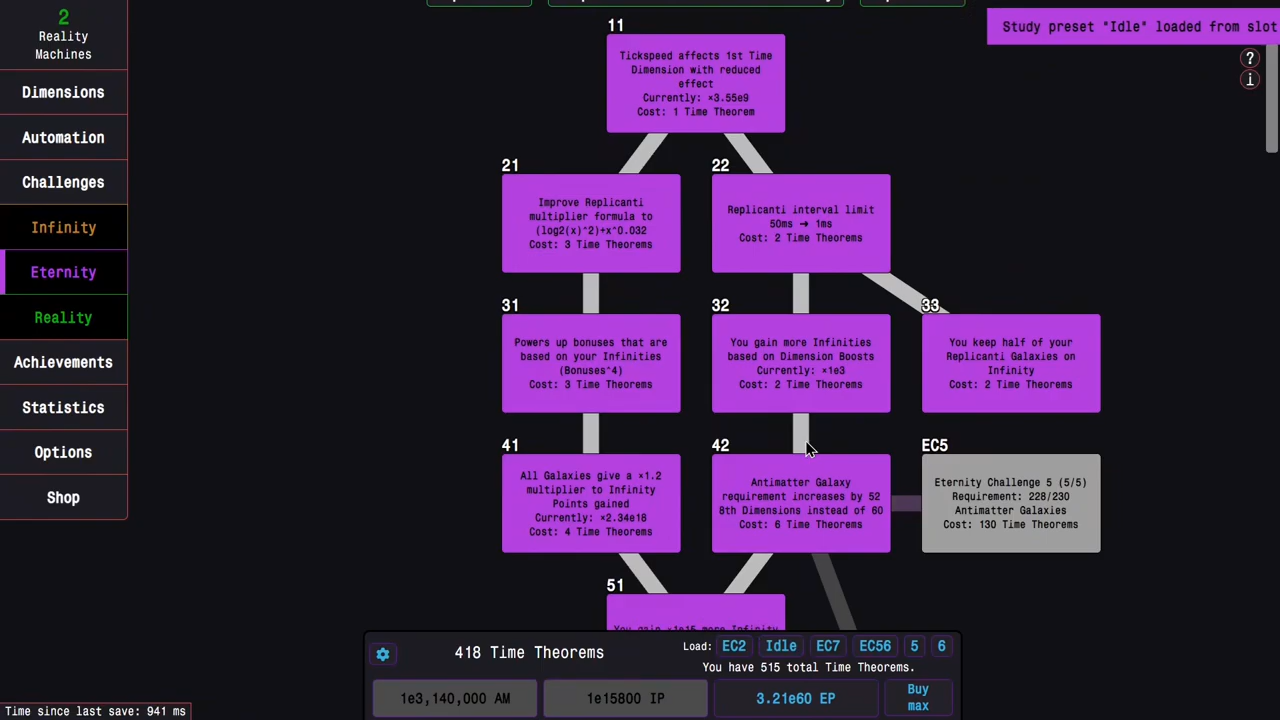 2
Reality
Machines
Dimensions
Automation
Challenges
Infinity
Eternity
Reality
Achievements
Statistics
Options
Shop
Time since last save: 941 ms
Study preset "Idle" loaded from slot
?
i
11
Tickspeed affects 1st Time
Dimension with reduced
effect
Currently: ×3.55e9
Cost: 1 Time Theorem
21
Improve Replicanti
multiplier formula to
(log2(x)^2)+x^0.032
Cost: 3 Time Theorems
22
Replicanti interval limit
50ms → 1ms
Cost: 2 Time Theorems
31
Powers up bonuses that are
based on your Infinities
(Bonuses^4)
Cost: 3 Time Theorems
32
You gain more Infinities
based on Dimension Boosts
Currently: ×1e3
Cost: 2 Time Theorems
33
You keep half of your
Replicanti Galaxies on
Infinity
Cost: 2 Time Theorems
41
All Galaxies give a ×1.2
multiplier to Infinity
Points gained
Currently: ×2.34e18
Cost: 4 Time Theorems
42
Antimatter Galaxy
requirement increases by 52
8th Dimensions instead of 60
Cost: 6 Time Theorems
EC5
Eternity Challenge 5 (5/5)
Requirement: 228/230
Antimatter Galaxies
Cost: 130 Time Theorems
51
You gain ×1e15 more Infinity
418 Time Theorems
Load: EC2 Idle EC7 EC56 5 6
You have 515 total Time Theorems.
1e3,140,000 AM
1e15800 IP
3.21e60 EP
Buy
max